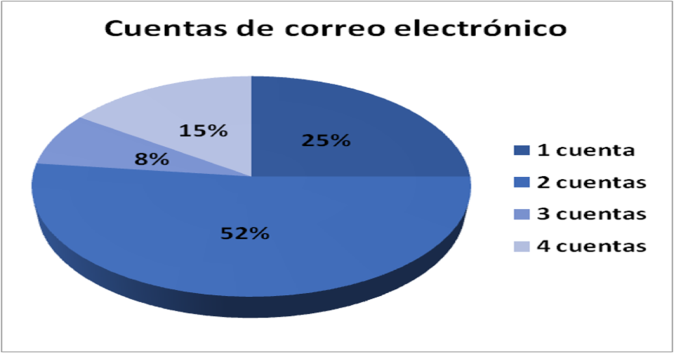 Cuentas de correo electrónico
15%
25%
8%
52%
1 cuenta
2 cuentas
3 cuentas
4 cuentas